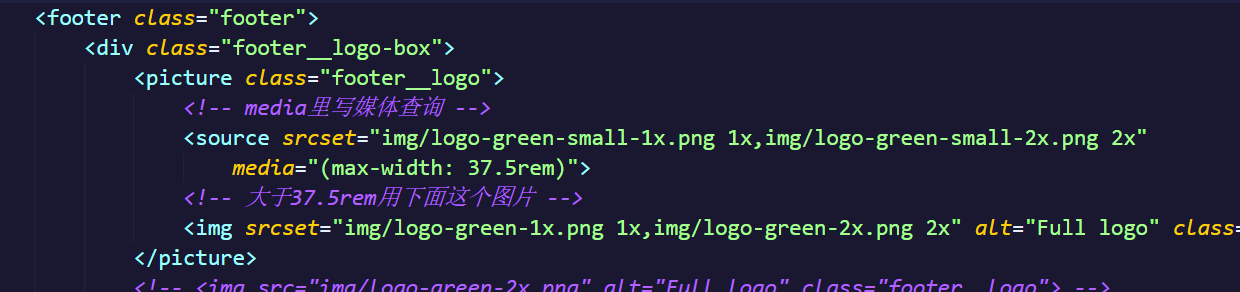 <footer class="footer">
<div class="footer__logo-box">
<picture class="footer__logo">
<!-- media里写媒体查询 -->
<source srcset="img/logo-green-small-1x.png 1x,img/logo-green-small-2x.png 2x"
media="(max-width: 37.5rem)">
<!-- 大于37.5rem用下面这个图片 -->
<img srcset="img/logo-green-1x.png 1x,img/logo-green-2x.png 2x" alt="Full logo" class=
</picture>
<!-- <img src="img/logo-green-2x.png" alt="Full logo" class="footer__logo"> -->